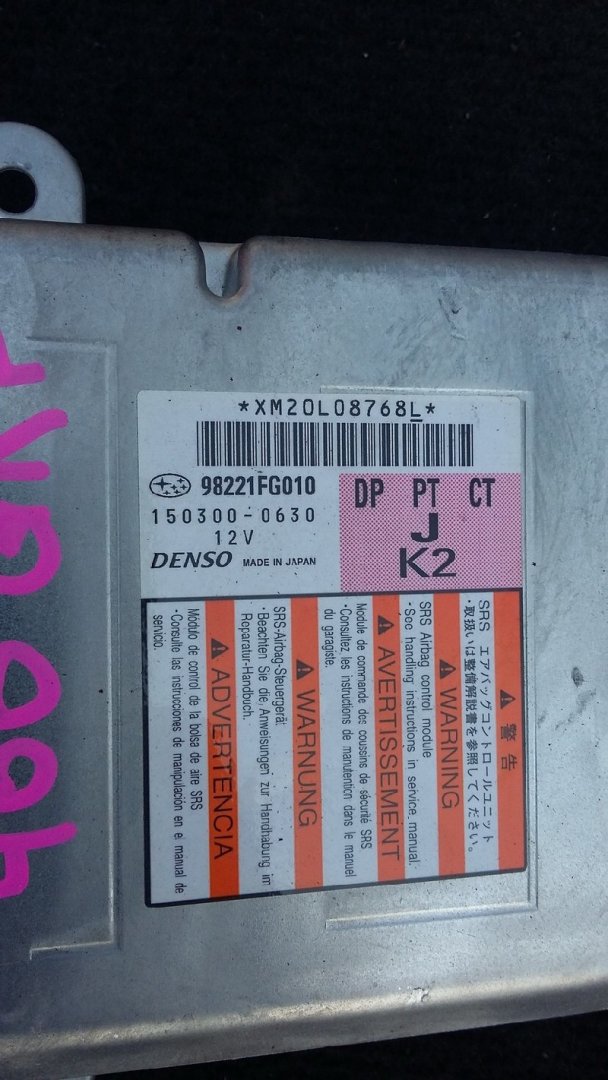 *XM20L08768L*
98221FG010
150300-0630
12V
DENSO MADE IN JAPAN
DP PT CT
J
K2
警告
SRS エアバッグコントロールユニット
・取扱いは整備解説書を参照してください。
WARNING
SRS Airbag control module
・See handling instructions in service manual.
AVERTISSEMENT
Module de commande des coussins de sécurité SRS
・Consultez les instructions de manutention dans le manuel
du garagiste.
WARNUNG
SRS-Airbag-Steuergerät
・Beachten Sie die Anweisungen zur Handhabung im
Reparatur-Handbuch.
ADVERTENCIA
Módulo de control de la bolsa de aire SRS
・Consulte las instrucciones de manipulación en el manual de
servicio.